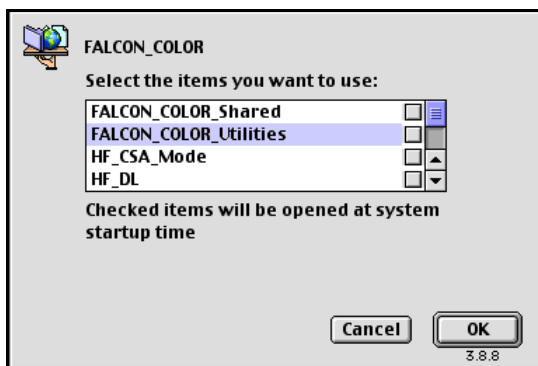 FALCON_COLOR
Select the items you want to use:
FALCON_COLOR_Shared
FALCON_COLOR_Utilities
HF_CSA_Mode
HF_DL
Checked items will be opened at system
startup time
Cancel
OK
3.8.8